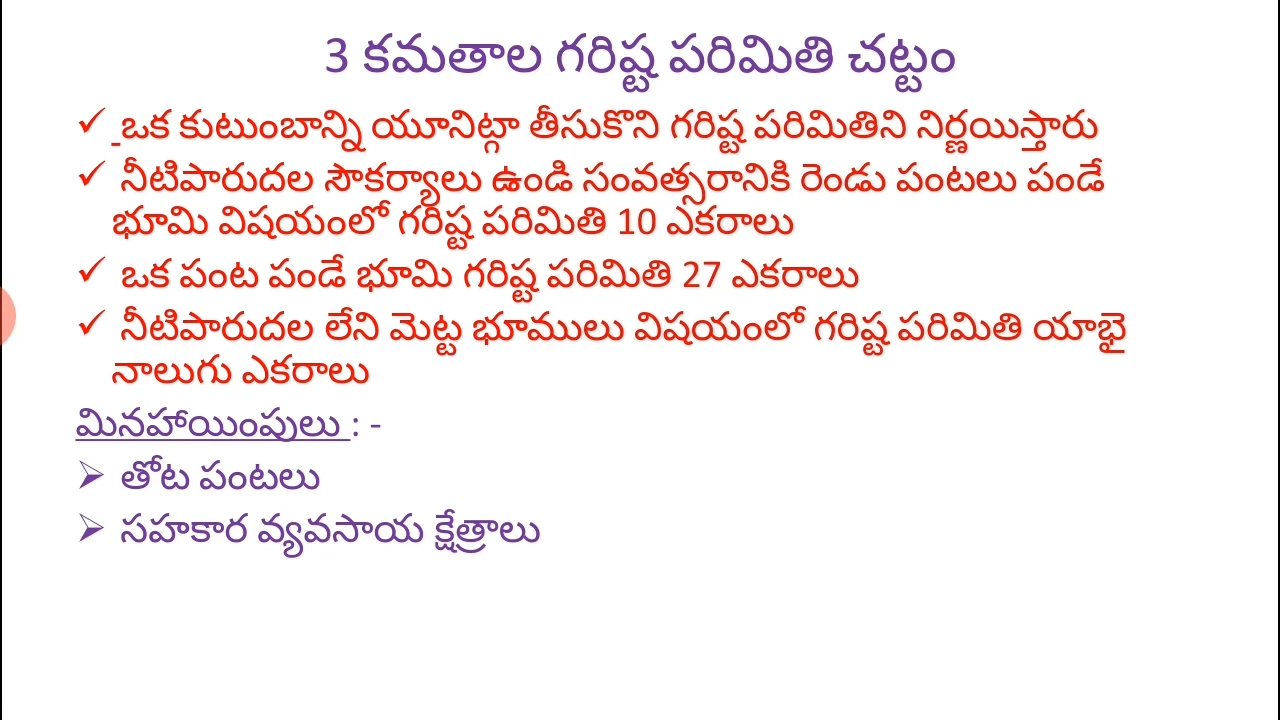 3 కమతాల గరిష్ట పరిమితి చట్టం
✓ ఒక కుటుంబాన్ని యూనిట్గా తీసుకొని గరిష్ట పరిమితిని నిర్ణయిస్తారు
✓ నీటిపారుదల సౌకర్యాలు ఉండి సంవత్సరానికి రెండు పంటలు పండే
భూమి విషయంలో గరిష్ట పరిమితి 10 ఎకరాలు
✓ ఒక పంట పండే భూమి గరిష్ట పరిమితి 27 ఎకరాలు
✓ నీటిపారుదల లేని మెట్ట భూములు విషయంలో గరిష్ట పరిమితి యాభై
నాలుగు ఎకరాలు
మినహాయింపులు : -
➢ తోట పంటలు
➢ సహకార వ్యవసాయ క్షేత్రాలు